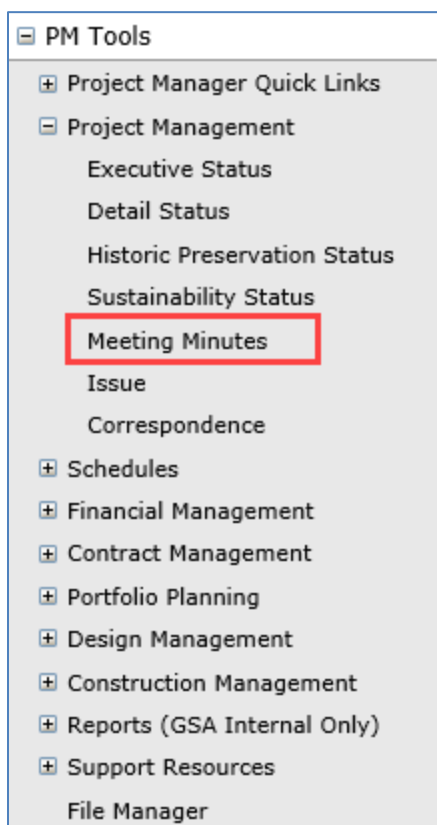 PM Tools
Project Manager Quick Links
Project Management
Executive Status
Detail Status
Historic Preservation Status
Sustainability Status
Meeting Minutes
Issue
Correspondence
Schedules
Financial Management
Contract Management
Portfolio Planning
Design Management
Construction Management
Reports (GSA Internal Only)
Support Resources
File Manager